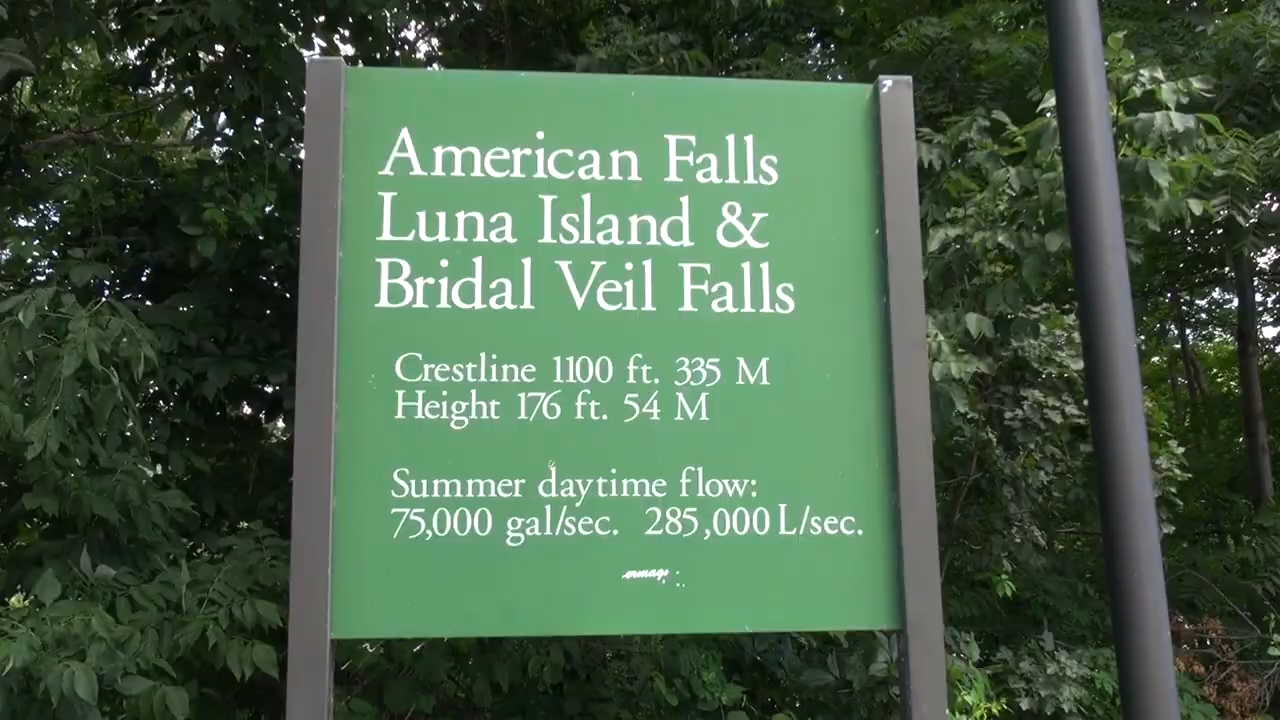 American Falls
Luna Island &
Bridal Veil Falls
Crestline 1100 ft. 335 M
Height 176 ft. 54 M
Summer daytime flow:
75,000 gal/sec. 285,000 L/sec.